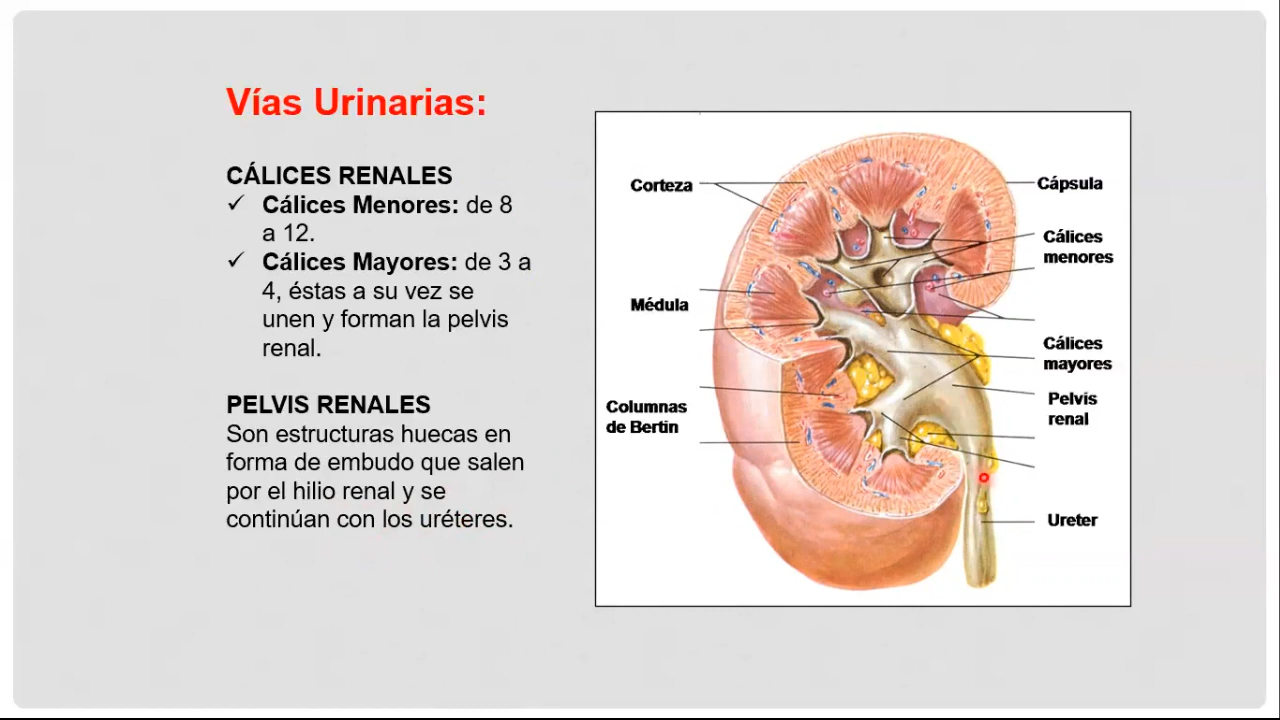 Vías Urinarias:
CÁLICES RENALES
✓ Cálices Menores: de 8
a 12.
✓ Cálices Mayores: de 3 a
4, éstas a su vez se
unen y forman la pelvis
renal.
PELVIS RENALES
Son estructuras huecas en
forma de embudo que salen
por el hilio renal y se
continúan con los uréteres.
Corteza
Médula
Columnas
de Bertin
Cápsula
Cálices
menores
Cálices
mayores
Pelvis
renal
Ureter